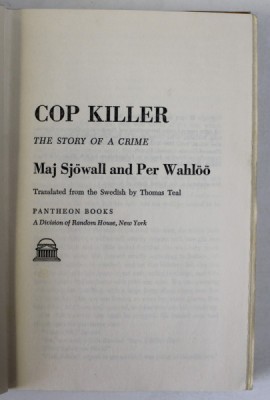 COP KILLER
THE STORY OF A CRIME
Maj Sjöwall and Per Wahlöö
Translated from the Swedish by Thomas Teal
PANTHEON BOOKS
A Division of Random House, New York